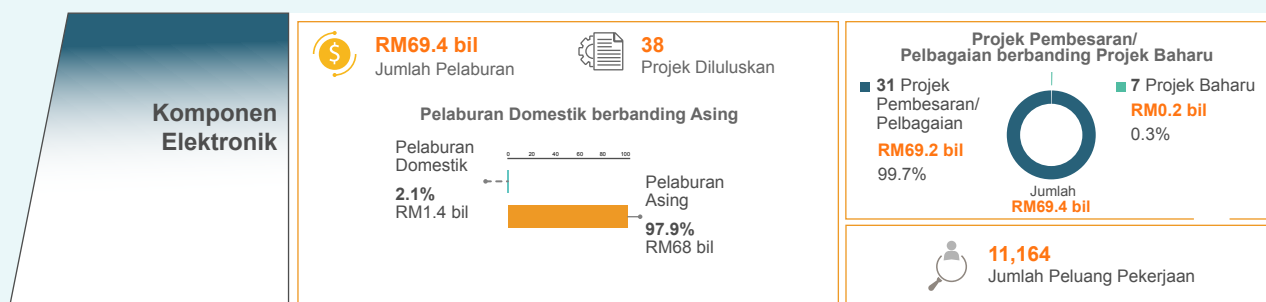 Komponen
Elektronik
RM69.4 bil
Jumlah Pelaburan
38
Projek Diluluskan
Pelaburan Domestik berbanding Asing
Pelaburan
Domestik
2.1%
RM1.4 bil
0 20 40 60 80 100
Pelaburan
Asing
97.9%
RM68 bil
Projek Pembesaran/
Pelbagaian berbanding Projek Baharu
31 Projek
Pembesaran/
Pelbagaian
RM69.2 bil
99.7%
7 Projek Baharu
RM0.2 bil
0.3%
Jumlah
RM69.4 bil
11,164
Jumlah Peluang Pekerjaan